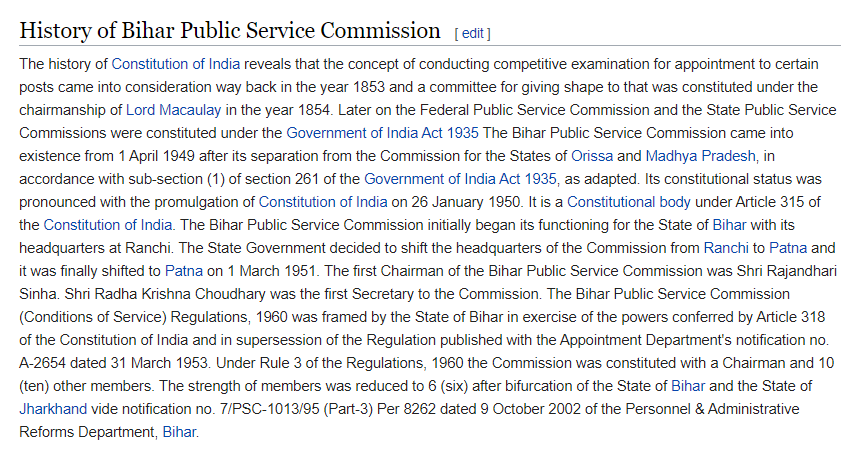 History of Bihar Public Service Commission [ edit ]
The history of Constitution of India reveals that the concept of conducting competitive examination for appointment to certain
posts came into consideration way back in the year 1853 and a committee for giving shape to that was constituted under the
chairmanship of Lord Macaulay in the year 1854. Later on the Federal Public Service Commission and the State Public Service
Commissions were constituted under the Government of India Act 1935 The Bihar Public Service Commission came into
existence from 1 April 1949 after its separation from the Commission for the States of Orissa and Madhya Pradesh, in
accordance with sub-section (1) of section 261 of the Government of India Act 1935, as adapted. Its constitutional status was
pronounced with the promulgation of Constitution of India on 26 January 1950. It is a Constitutional body under Article 315 of
the Constitution of India. The Bihar Public Service Commission initially began its functioning for the State of Bihar with its
headquarters at Ranchi. The State Government decided to shift the headquarters of the Commission from Ranchi to Patna and
it was finally shifted to Patna on 1 March 1951. The first Chairman of the Bihar Public Service Commission was Shri Rajandhari
Sinha. Shri Radha Krishna Choudhary was the first Secretary to the Commission. The Bihar Public Service Commission
(Conditions of Service) Regulations, 1960 was framed by the State of Bihar in exercise of the powers conferred by Article 318
of the Constitution of India and in supersession of the Regulation published with the Appointment Department's notification no.
A-2654 dated 31 March 1953. Under Rule 3 of the Regulations, 1960 the Commission was constituted with a Chairman and 10
(ten) other members. The strength of members was reduced to 6 (six) after bifurcation of the State of Bihar and the State of
Jharkhand vide notification no. 7/PSC-1013/95 (Part-3) Per 8262 dated 9 October 2002 of the Personnel & Administrative
Reforms Department, Bihar.